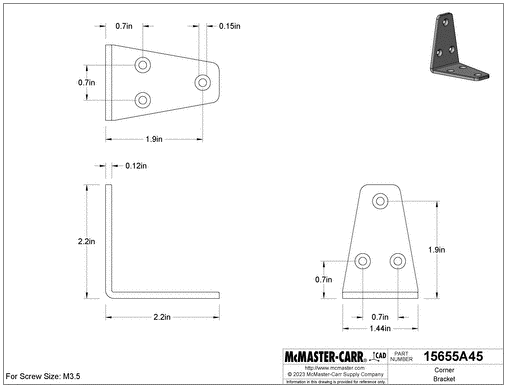 0.7in
0.15in
0.7in
1.9in
0.12in
2.2in
2.2in
1.9in
0.7in
0.7in
1.44in
For Screw Size: M3.5
McMASTER-CARR CAD
http://www.mcmaster.com
© 2023 McMaster-Carr Supply Company
Information in this drawing is provided for reference only.
PART NUMBER
15655A45
Corner
Bracket